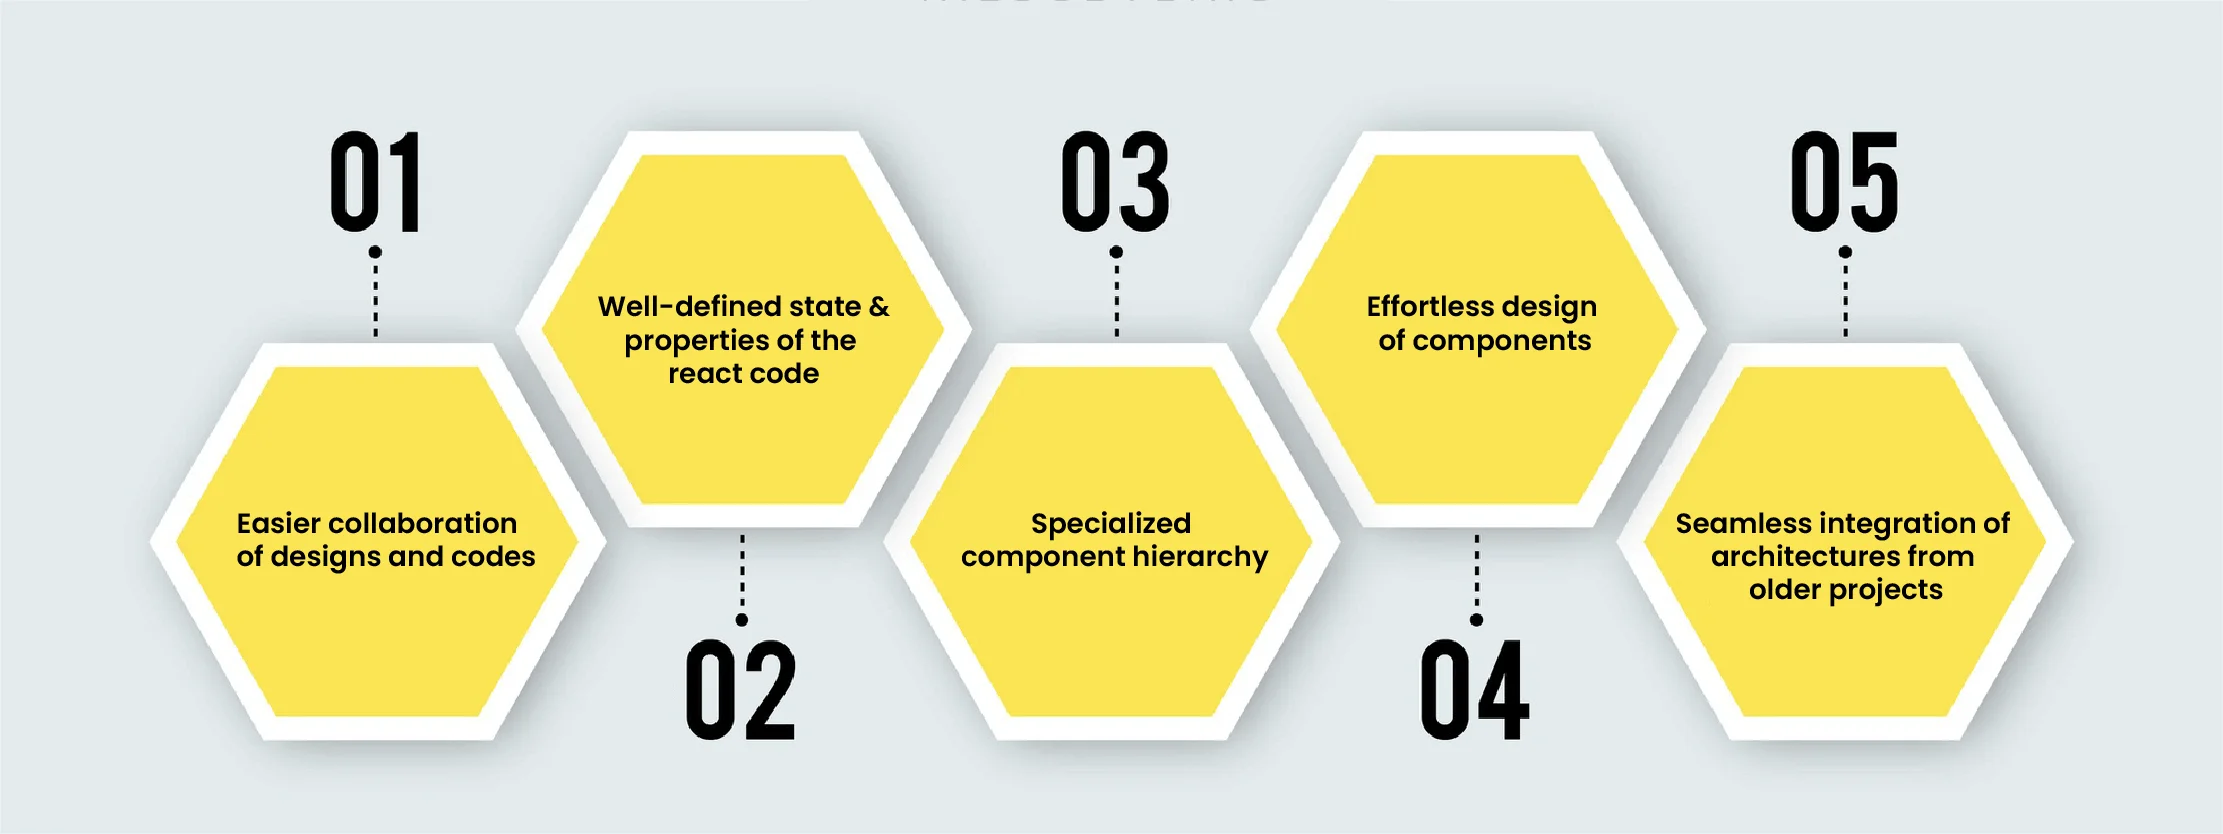 01
Easier collaboration
of designs and codes
Well-defined state &
properties of the
react code
02
03
Specialized
component hierarchy
Effortless design
of components
04
05
Seamless integration of
architectures from
older projects